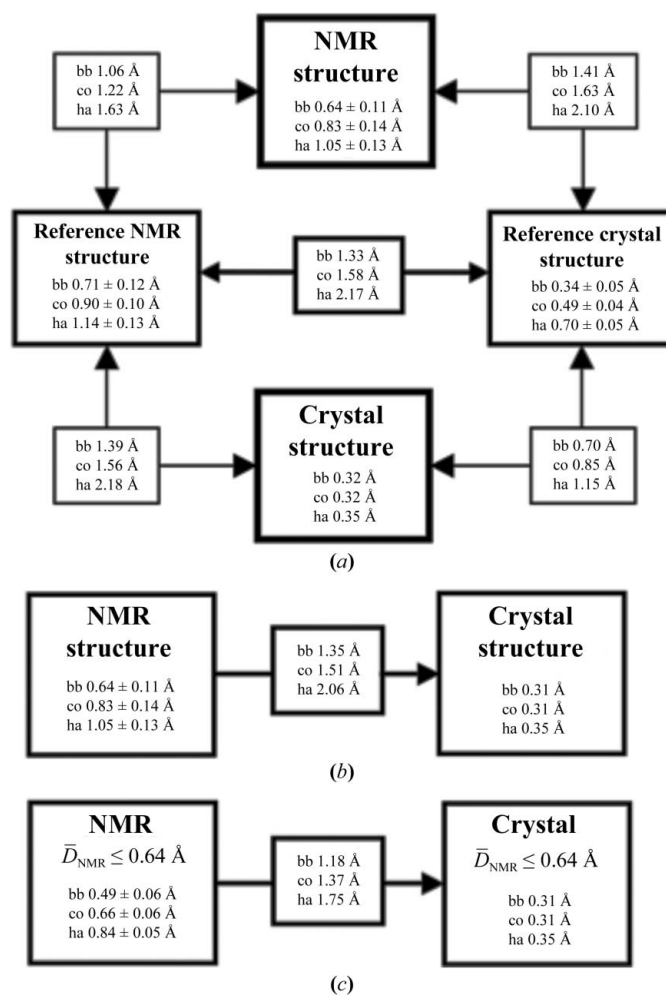 NMR
structure
bb 0.64 ± 0.11 Å
co 0.83 ± 0.14 Å
ha 1.05 ± 0.13 Å
bb 1.06 Å
co 1.22 Å
ha 1.63 Å
bb 1.41 Å
co 1.63 Å
ha 2.10 Å
Reference NMR
structure
bb 0.71 ± 0.12 Å
co 0.90 ± 0.10 Å
ha 1.14 ± 0.13 Å
bb 1.33 Å
co 1.58 Å
ha 2.17 Å
Reference crystal
structure
bb 0.34 ± 0.05 Å
co 0.49 ± 0.04 Å
ha 0.70 ± 0.05 Å
bb 1.39 Å
co 1.56 Å
ha 2.18 Å
Crystal
structure
bb 0.32 Å
co 0.32 Å
ha 0.35 Å
bb 0.70 Å
co 0.85 Å
ha 1.15 Å
(a)
NMR
structure
bb 0.64 ± 0.11 Å
co 0.83 ± 0.14 Å
ha 1.05 ± 0.13 Å
bb 1.35 Å
co 1.51 Å
ha 2.06 Å
Crystal
structure
bb 0.31 Å
co 0.31 Å
ha 0.35 Å
(b)
NMR
D̅NMR ≤ 0.64 Å
bb 0.49 ± 0.06 Å
co 0.66 ± 0.06 Å
ha 0.84 ± 0.05 Å
bb 1.18 Å
co 1.37 Å
ha 1.75 Å
Crystal
D̅NMR ≤ 0.64 Å
bb 0.31 Å
co 0.31 Å
ha 0.35 Å
(c)